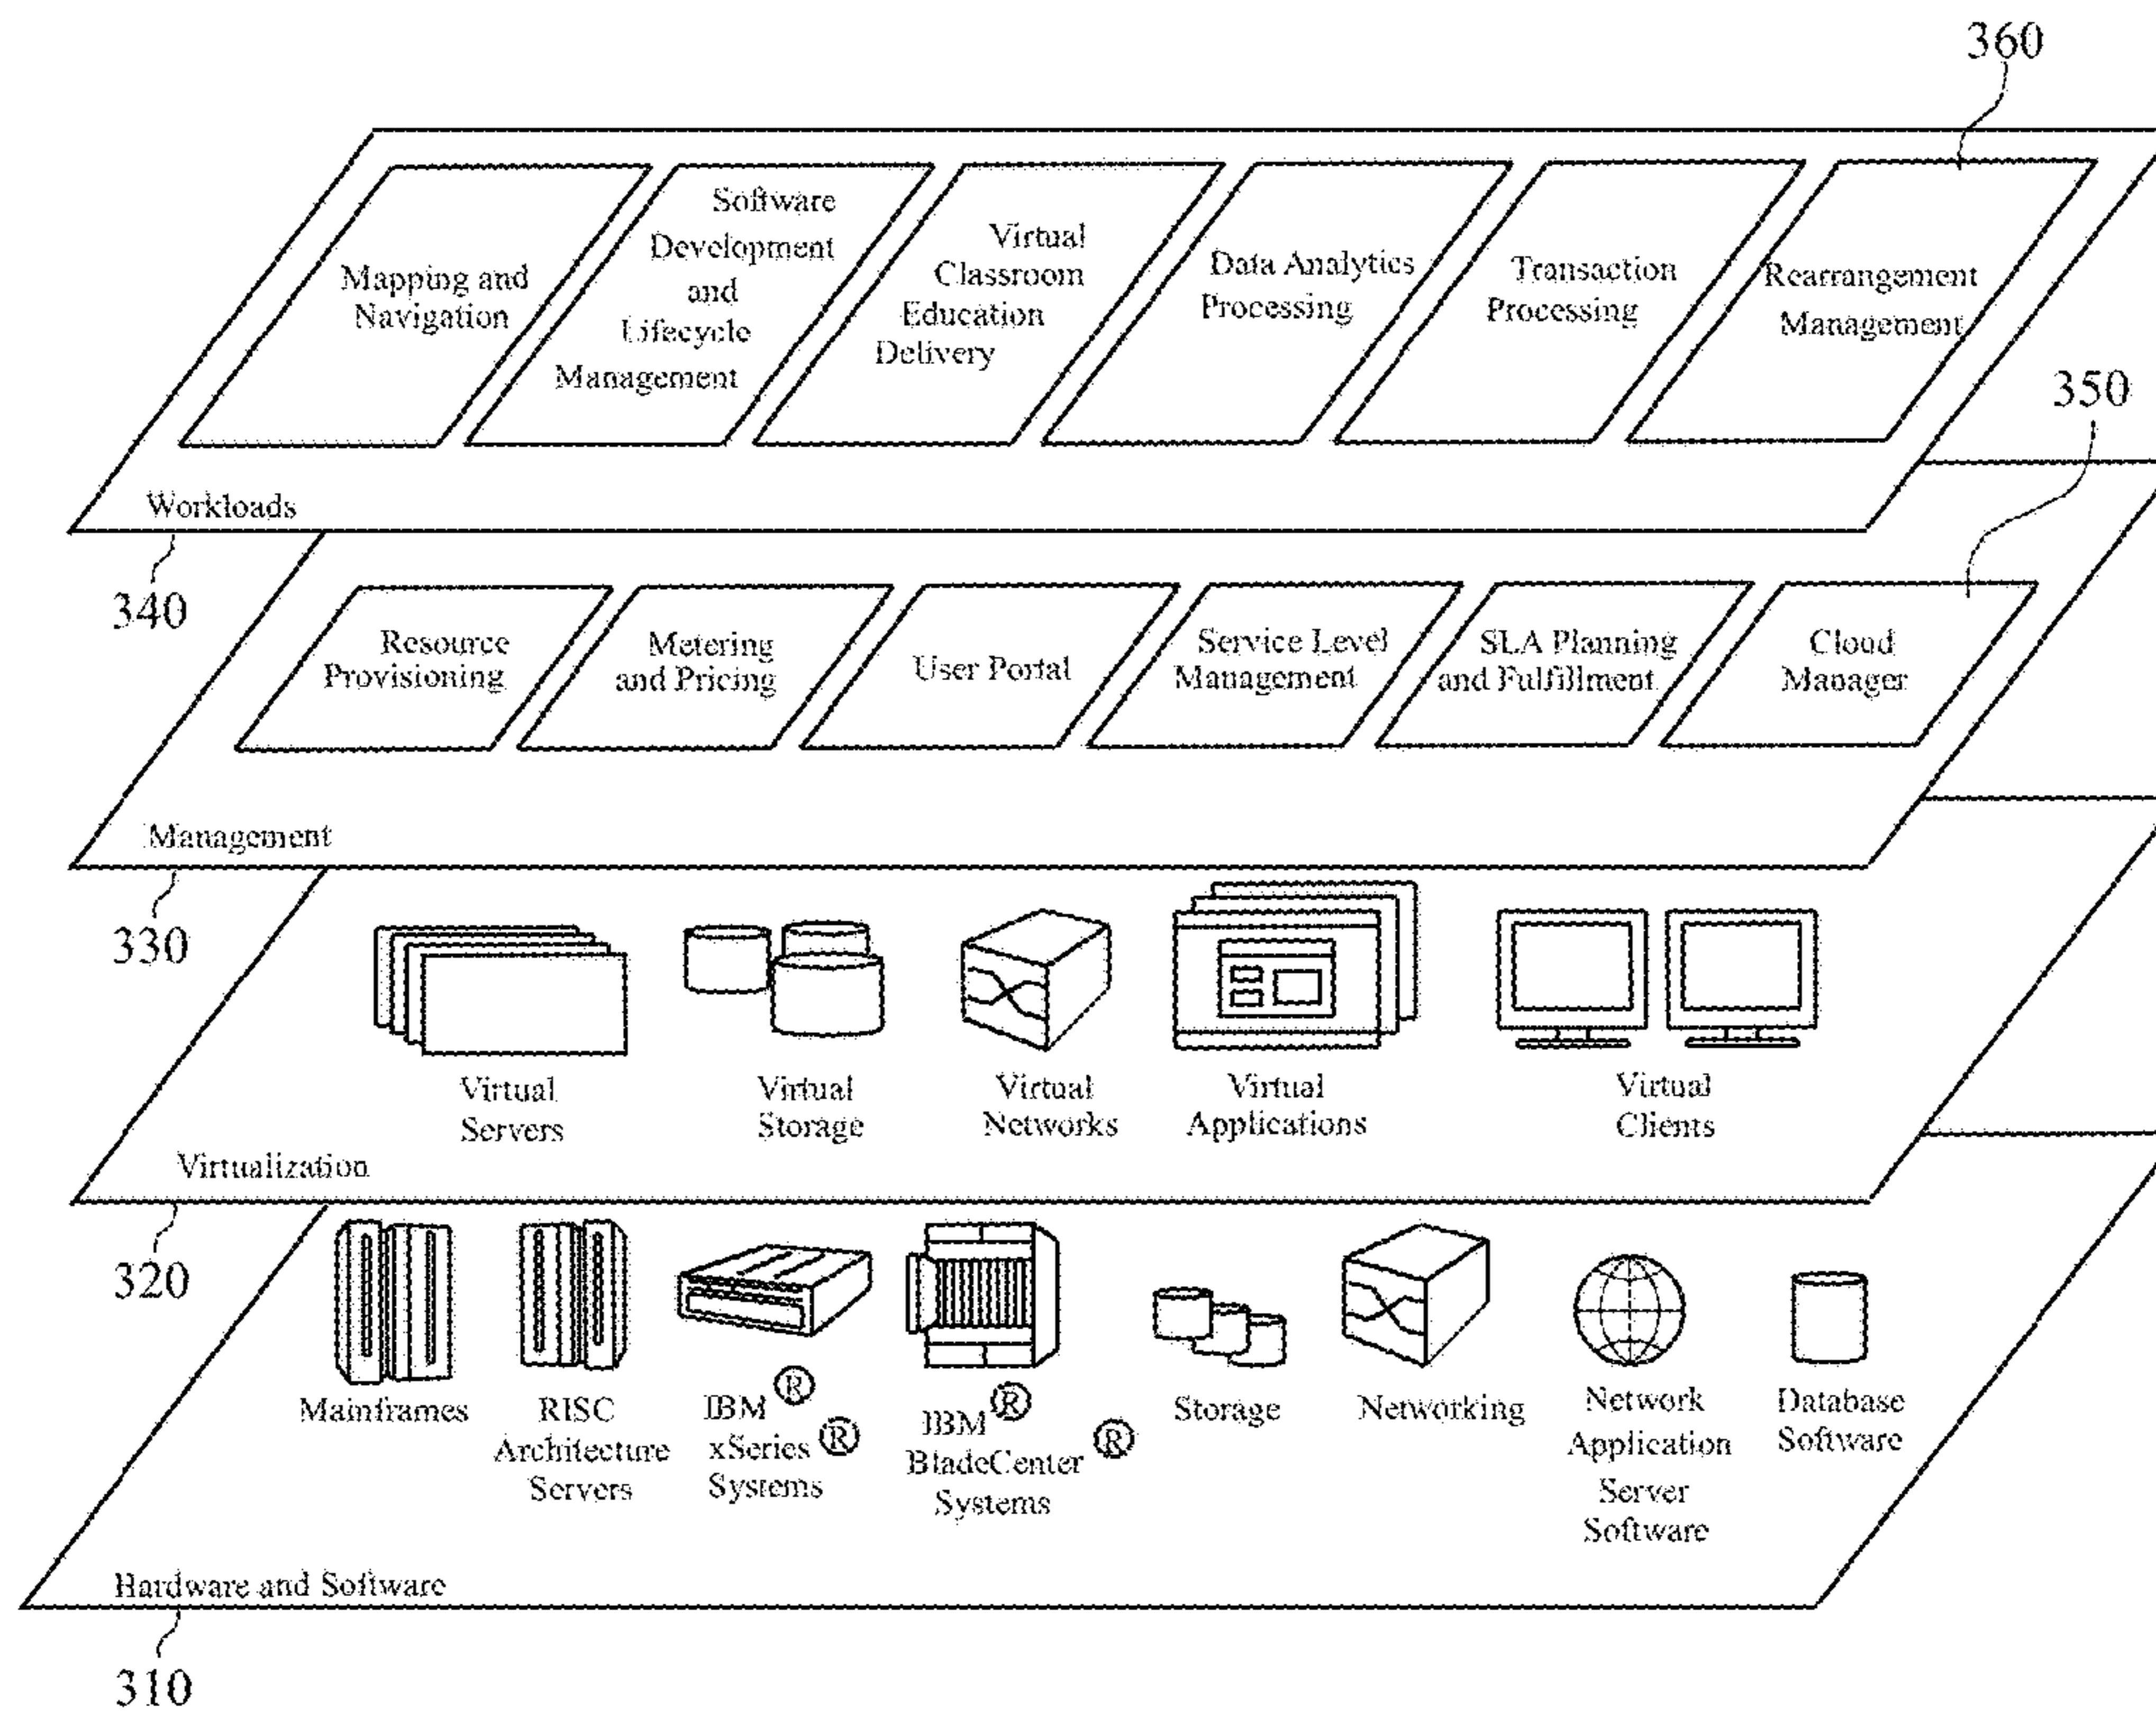 360
Mapping and
Navigation
Software
Development
and
Lifecycle
Management
Virtual
Classroom
Education
Delivery
Data Analytics
Processing
Transaction
Processing
Rearrangement
Management
350
Workloads
340
Resource
Provisioning
Metering
and Pricing
User Portal
Service Level
Management
SLA Planning
and Fulfillment
Cloud
Manager
Management
330
Virtual
Servers
Virtual
Storage
Virtual
Networks
Virtual
Applications
Virtual
Clients
Virtualization
320
Mainframes
RISC
Architecture
Servers
IBM ®
xSeries ®
Systems
IBM ®
BladeCenter ®
Systems
Storage
Networking
Network
Application
Server
Software
Database
Software
Hardware and Software
310